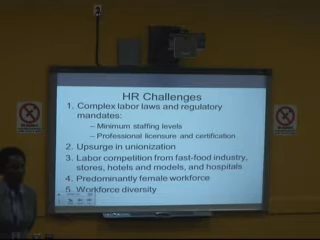 HR Challenges
1. Complex labor laws and regulatory
mandates:
– Minimum staffing levels
– Professional licensure and certification
2. Upsurge in unionization
3. Labor competition from fast-food industry,
stores, hotels and models, and hospitals
4. Predominantly female workforce
5. Workforce diversity